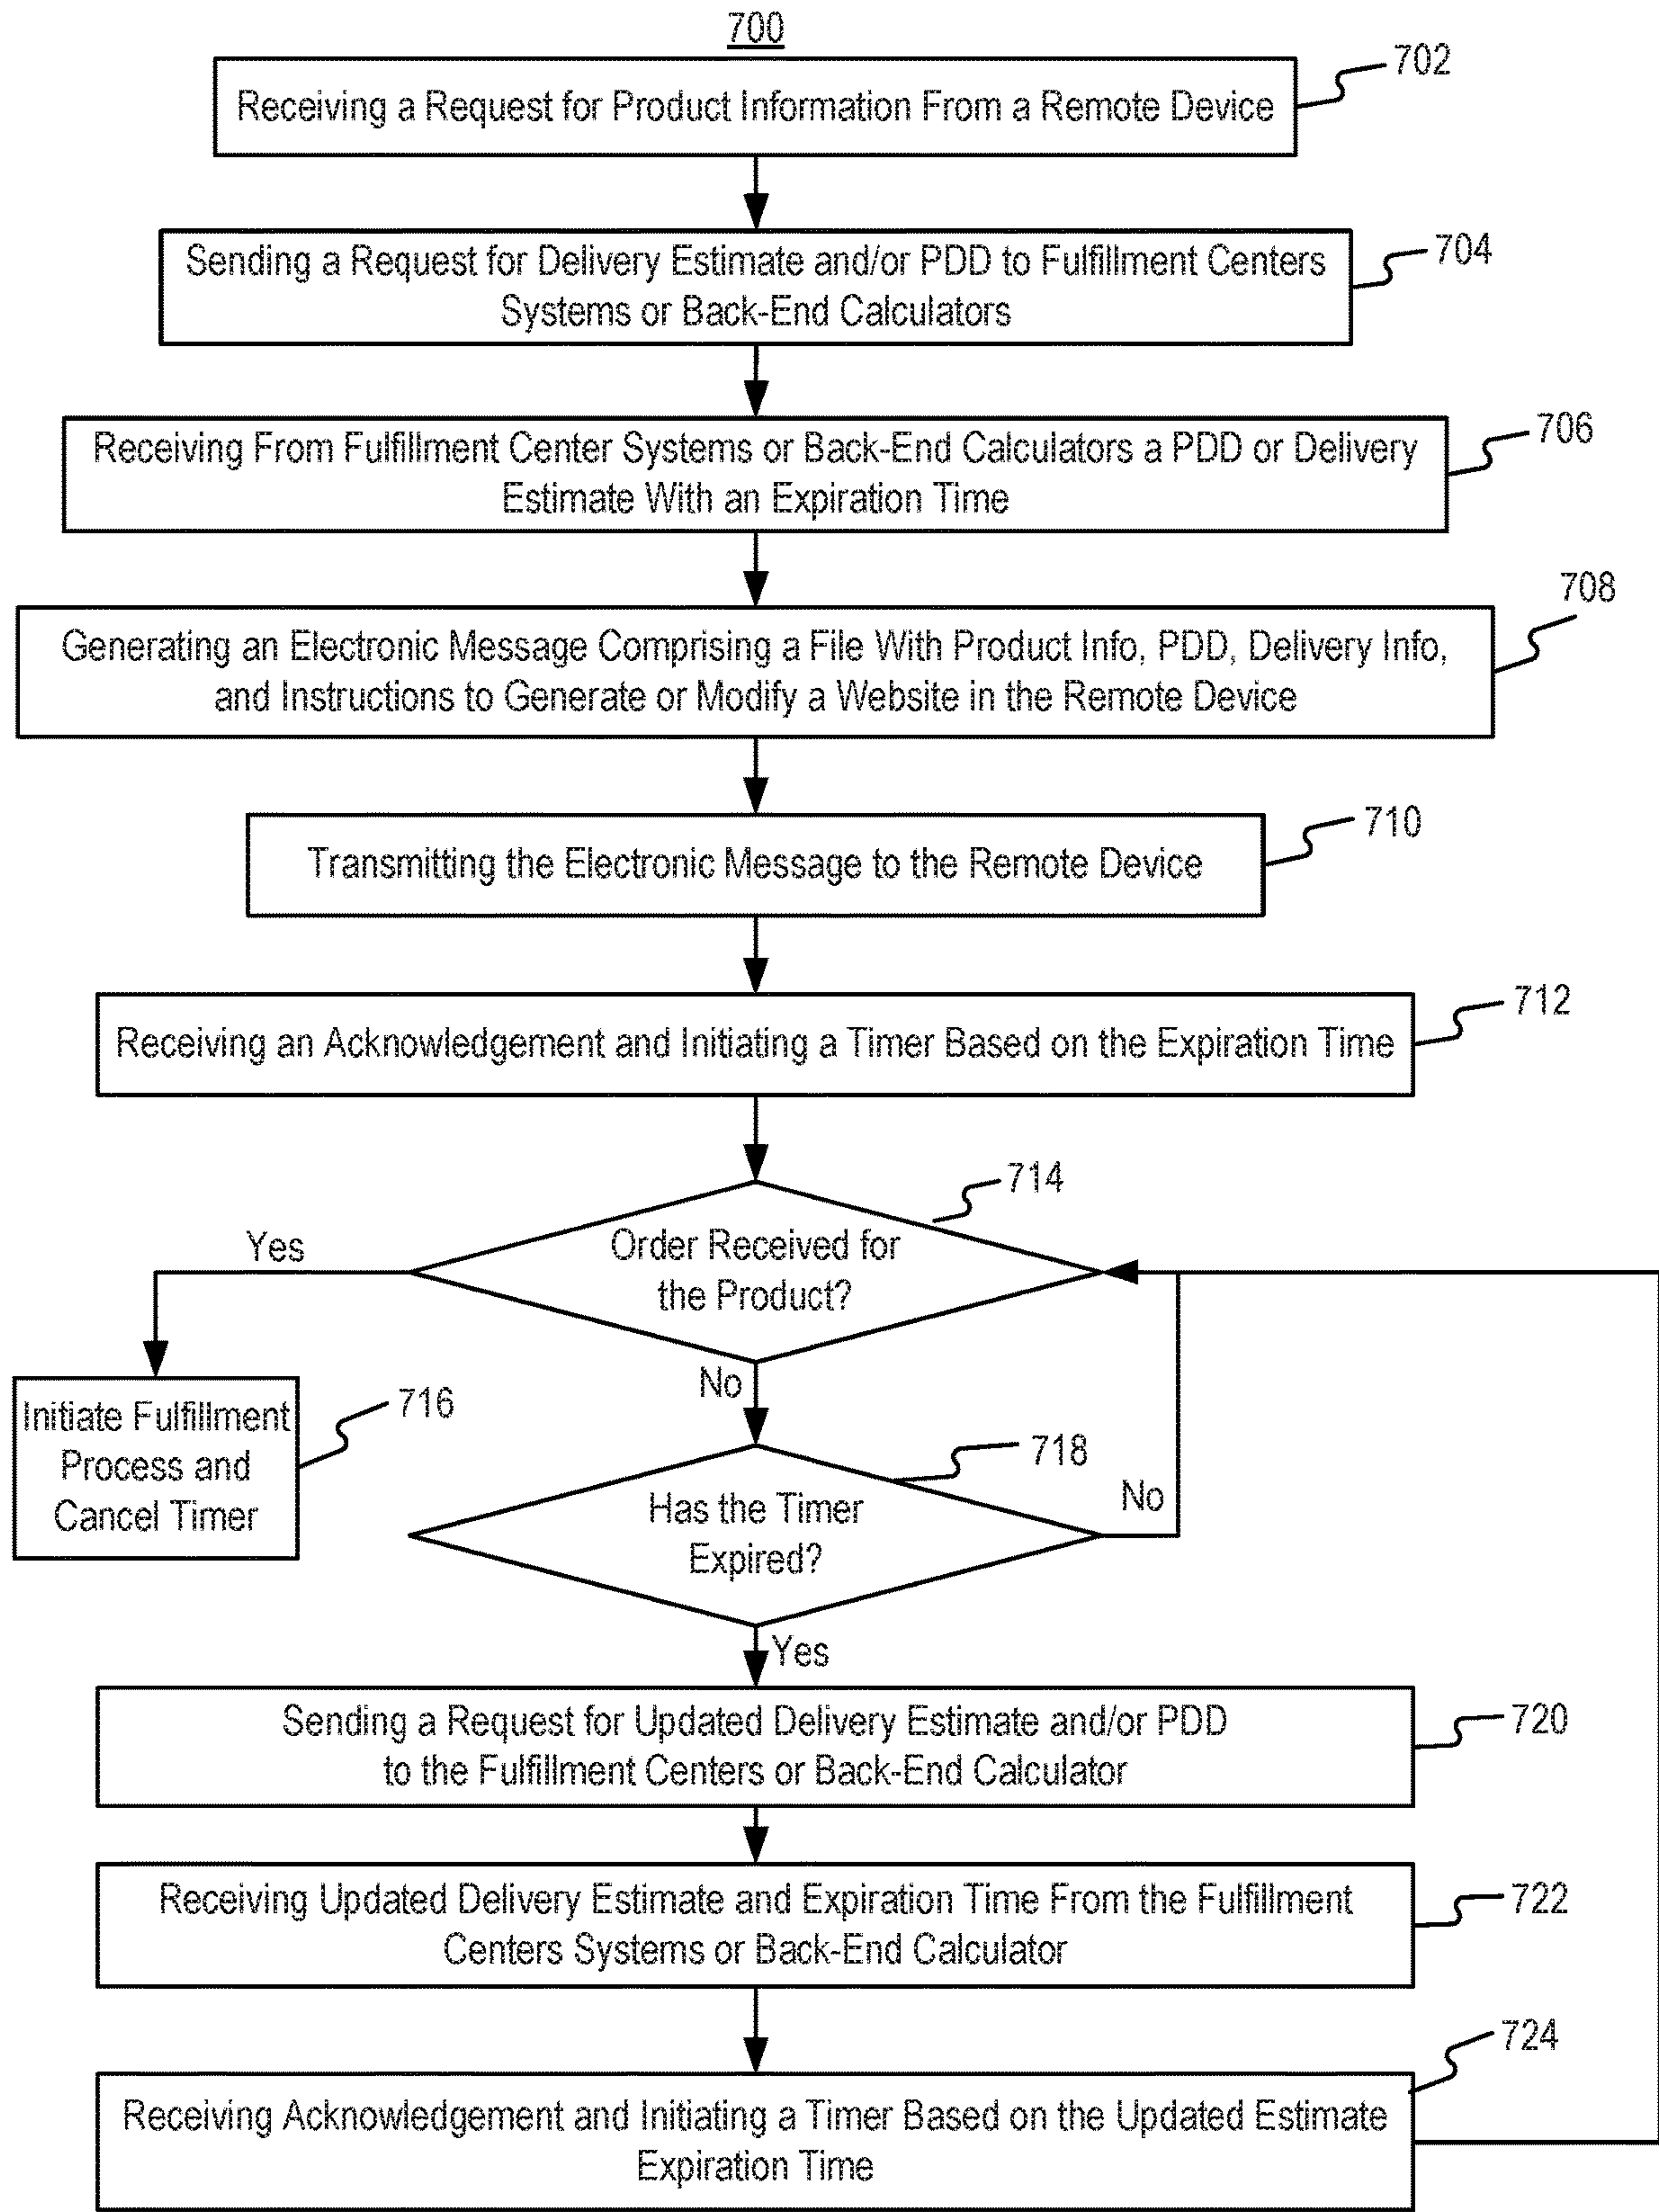 700
702
Receiving a Request for Product Information From a Remote Device
704
Sending a Request for Delivery Estimate and/or PDD to Fulfillment Centers
Systems or Back-End Calculators
706
Receiving From Fulfillment Center Systems or Back-End Calculators a PDD or Delivery
Estimate With an Expiration Time
708
Generating an Electronic Message Comprising a File With Product Info, PDD, Delivery Info,
and Instructions to Generate or Modify a Website in the Remote Device
710
Transmitting the Electronic Message to the Remote Device
712
Receiving an Acknowledgement and Initiating a Timer Based on the Expiration Time
714
Yes
Order Received for
the Product?
No
716
Initiate Fulfillment
Process and
Cancel Timer
718
No
Has the Timer
Expired?
Yes
720
Sending a Request for Updated Delivery Estimate and/or PDD
to the Fulfillment Centers or Back-End Calculator
722
Receiving Updated Delivery Estimate and Expiration Time From the Fulfillment
Centers Systems or Back-End Calculator
724
Receiving Acknowledgement and Initiating a Timer Based on the Updated Estimate
Expiration Time